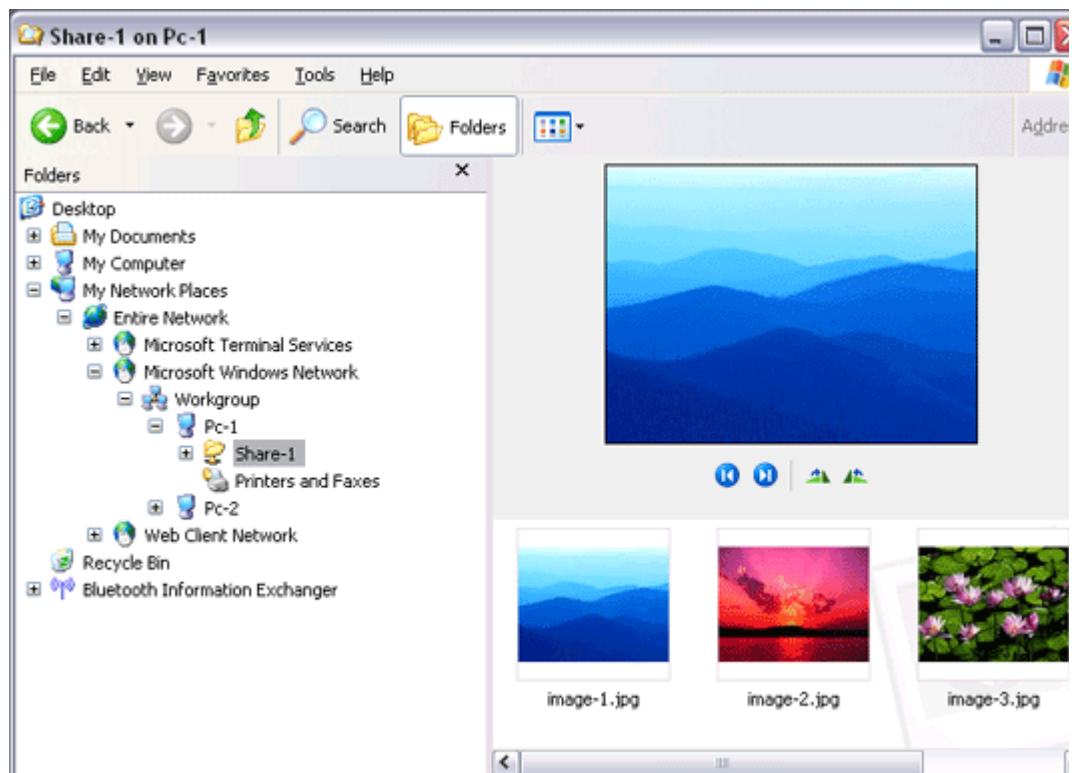 Share-1 on Pc-1
File Edit View Favorites Tools Help
Back Search Folders
Folders
Desktop
My Documents
My Computer
My Network Places
Entire Network
Microsoft Terminal Services
Microsoft Windows Network
Workgroup
Pc-1
Share-1
Printers and Faxes
Pc-2
Web Client Network
Recycle Bin
Bluetooth Information Exchanger
image-1.jpg image-2.jpg image-3.jpg